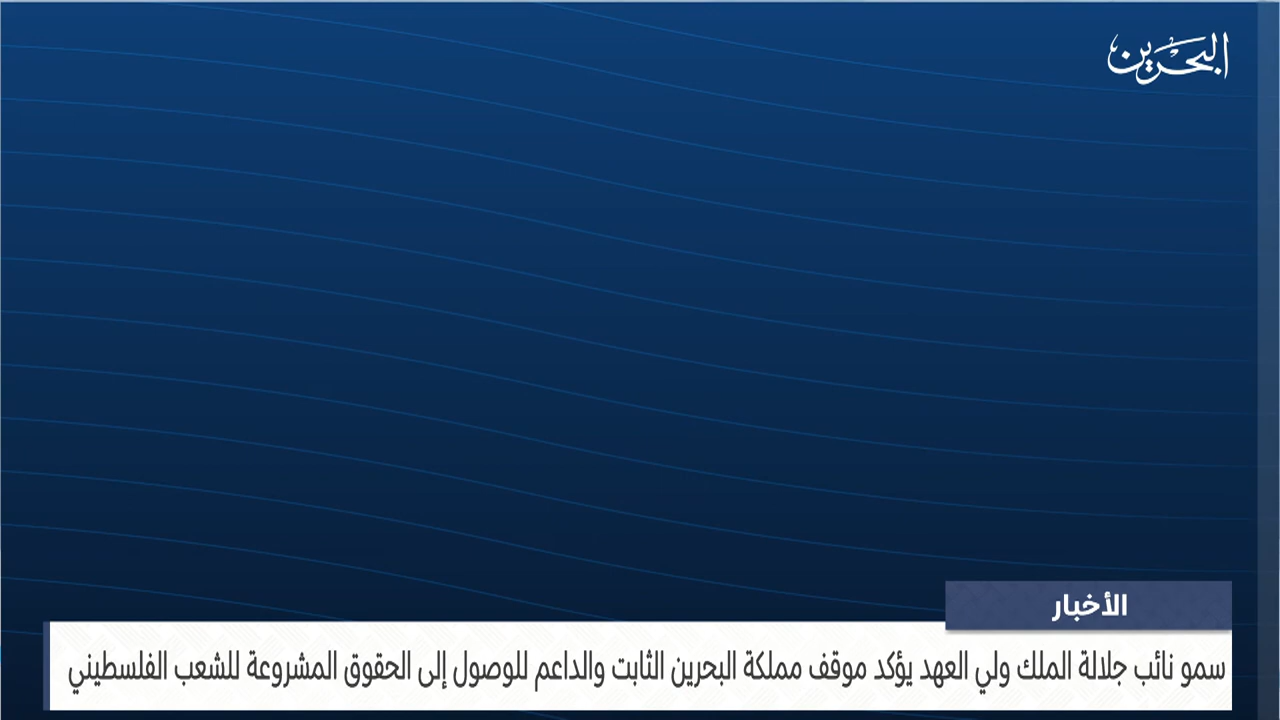 البحرين
الأخبار
سمو نائب جلالة الملك ولي العهد يؤكد موقف مملكة البحرين الثابت والداعم للوصول إلى الحقوق المشروعة للشعب الفلسطيني